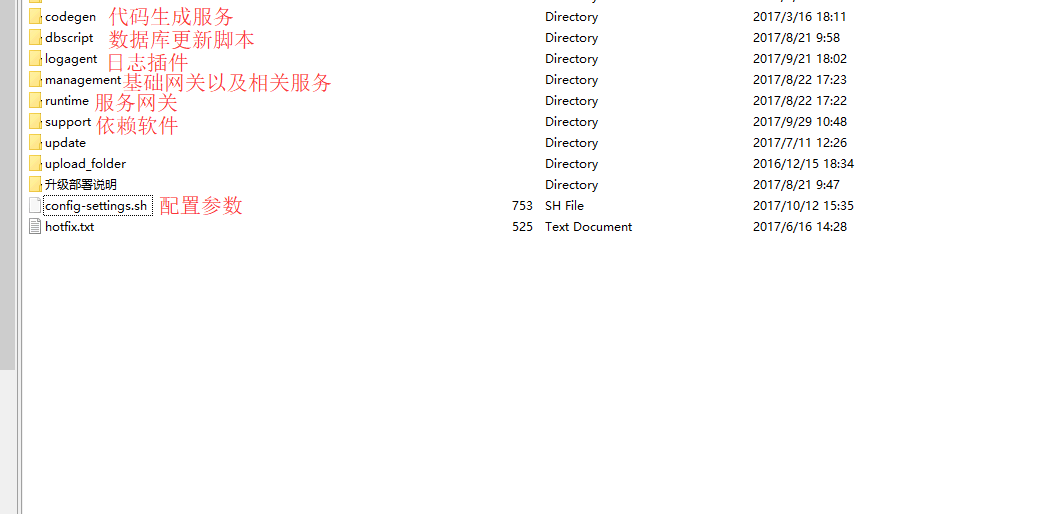 codegen 代码生成服务 Directory 2017/3/16 18:11
dbscript 数据库更新脚本 Directory 2017/8/21 9:58
logagent 日志插件 Directory 2017/9/21 18:02
management 基础网关以及相关服务 Directory 2017/8/22 17:23
runtime 服务网关 Directory 2017/8/22 17:22
support 依赖软件 Directory 2017/9/29 10:48
update Directory 2017/7/11 12:26
upload_folder Directory 2016/12/15 18:34
升级部署说明 Directory 2017/8/21 9:47
config-settings.sh 配置参数 753 SH File 2017/10/12 15:35
hotfix.txt 525 Text Document 2017/6/16 14:28